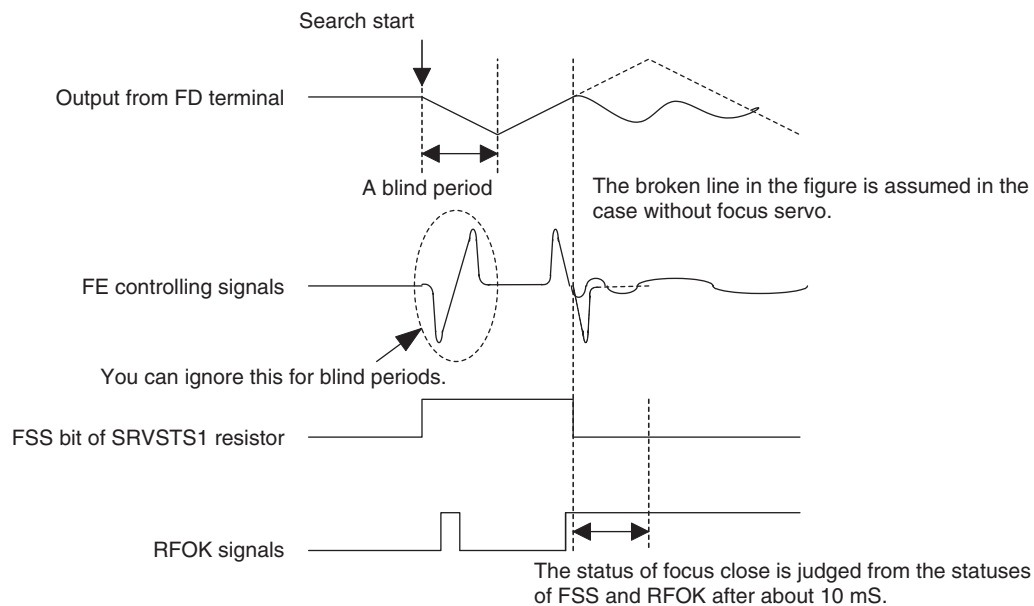 Search start
Output from FD terminal
A blind period
The broken line in the figure is assumed in the
case without focus servo.
FE controlling signals
You can ignore this for blind periods.
FSS bit of SRVSTS1 resistor
RFOK signals
The status of focus close is judged from the statuses
of FSS and RFOK after about 10 mS.